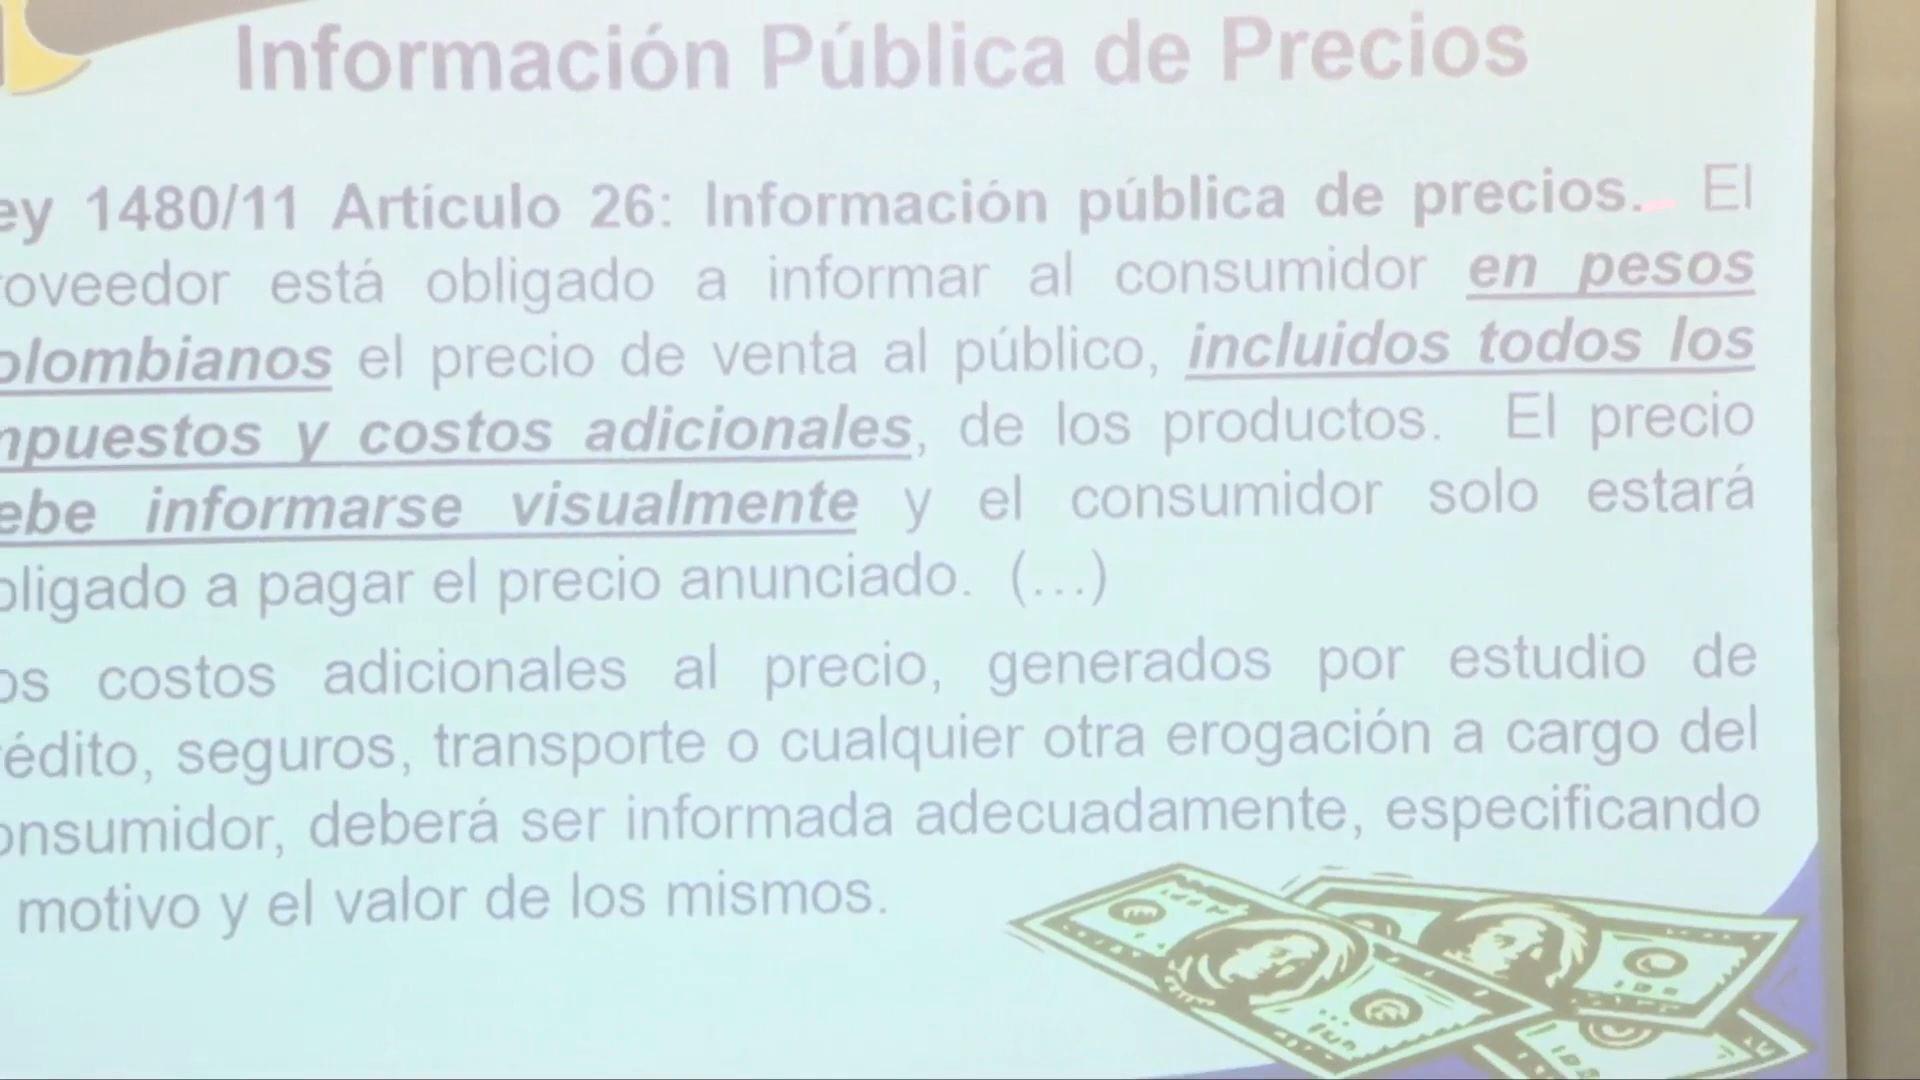 Información Pública de Precios
ey 1480/11 Artículo 26: Información pública de precios. El
oveedor está obligado a informar al consumidor en pesos
olombianos el precio de venta al público, incluidos todos los
puestos y costos adicionales, de los productos. El precio
ebe informarse visualmente y el consumidor solo estará
bligado a pagar el precio anunciado. (...)
os costos adicionales al precio, generados por estudio de
édito, seguros, transporte o cualquier otra erogación a cargo del
onsumidor, deberá ser informada adecuadamente, especificando
motivo y el valor de los mismos.